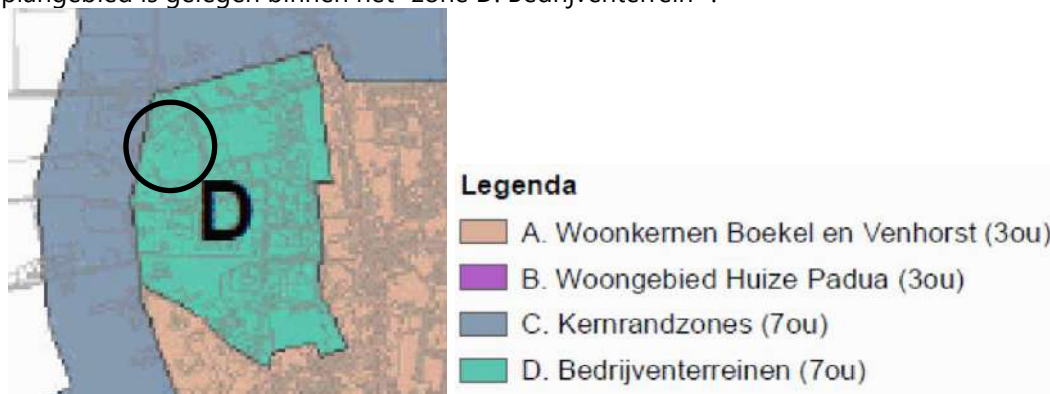 plangebied is gelegen binnen het "zone D. Bedrijventerrein".
D
Legenda
A. Woonkernen Boekel en Venhorst (3ou)
B. Woongebied Huize Padua (3ou)
C. Kernrandzones (7ou)
D. Bedrijventerreinen (7ou)